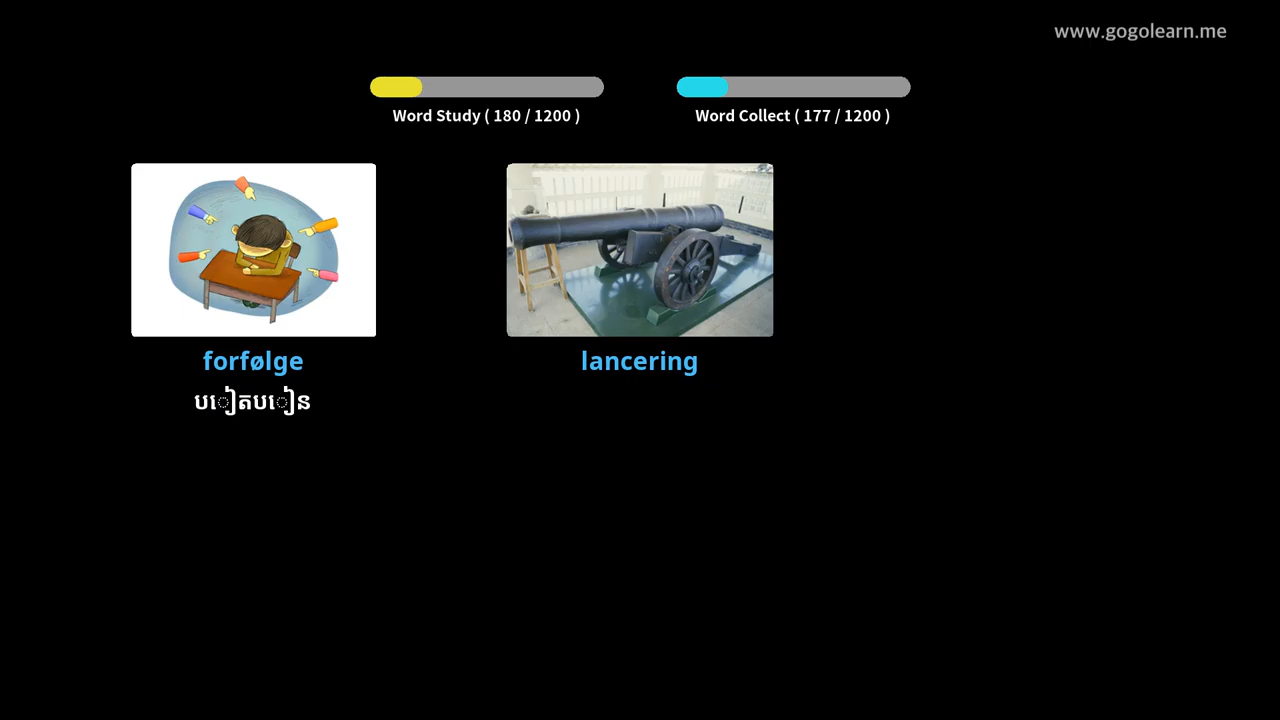 www.gogolearn.me
Word Study ( 180 / 1200 )
Word Collect ( 177 / 1200 )
forfølge
lancering
បៀតបៀន